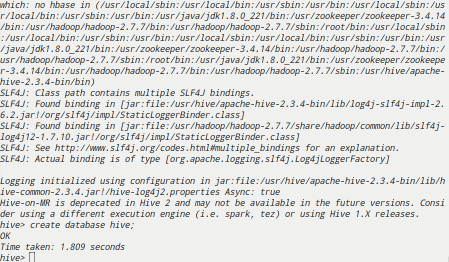 which: no hbase in (/usr/local/sbin:/usr/local/bin:/usr/sbin:/usr/bin:/usr/local/sbin:/us
r/local/bin:/usr/sbin:/usr/bin:/usr/java/jdk1.8.0_221/bin:/usr/zookeeper/zookeeper-3.4.14
/bin:/usr/hadoop/hadoop-2.7.7/bin:/usr/hadoop/hadoop-2.7.7/sbin:/root/bin:/usr/local/sbin
:/usr/local/bin:/usr/sbin:/usr/bin:/usr/local/sbin:/usr/local/bin:/usr/sbin:/usr/bin:/usr
/java/jdk1.8.0_221/bin:/usr/zookeeper/zookeeper-3.4.14/bin:/usr/hadoop/hadoop-2.7.7/bin:/
usr/hadoop/hadoop-2.7.7/sbin:/root/bin:/usr/java/jdk1.8.0_221/bin:/usr/zookeeper/zookeepe
r-3.4.14/bin:/usr/hadoop/hadoop-2.7.7/bin:/usr/hadoop/hadoop-2.7.7/sbin:/usr/hive/apache-
hive-2.3.4-bin/bin)
SLF4J: Class path contains multiple SLF4J bindings.
SLF4J: Found binding in [jar:file:/usr/hive/apache-hive-2.3.4-bin/lib/log4j-slf4j-impl-2.
6.2.jar!/org/slf4j/impl/StaticLoggerBinder.class]
SLF4J: Found binding in [jar:file:/usr/hadoop/hadoop-2.7.7/share/hadoop/common/lib/slf4j-
log4j12-1.7.10.jar!/org/slf4j/impl/StaticLoggerBinder.class]
SLF4J: See http://www.slf4j.org/codes.html#multiple_bindings for an explanation.
SLF4J: Actual binding is of type [org.apache.logging.slf4j.Log4jLoggerFactory]
Logging initialized using configuration in jar:file:/usr/hive/apache-hive-2.3.4-bin/lib/h
ive-common-2.3.4.jar!/hive-log4j2.properties Async: true
Hive-on-MR is deprecated in Hive 2 and may not be available in the future versions. Consi
der using a different execution engine (i.e. spark, tez) or using Hive 1.X releases.
hive> create database hive;
OK
Time taken: 1.809 seconds
hive>